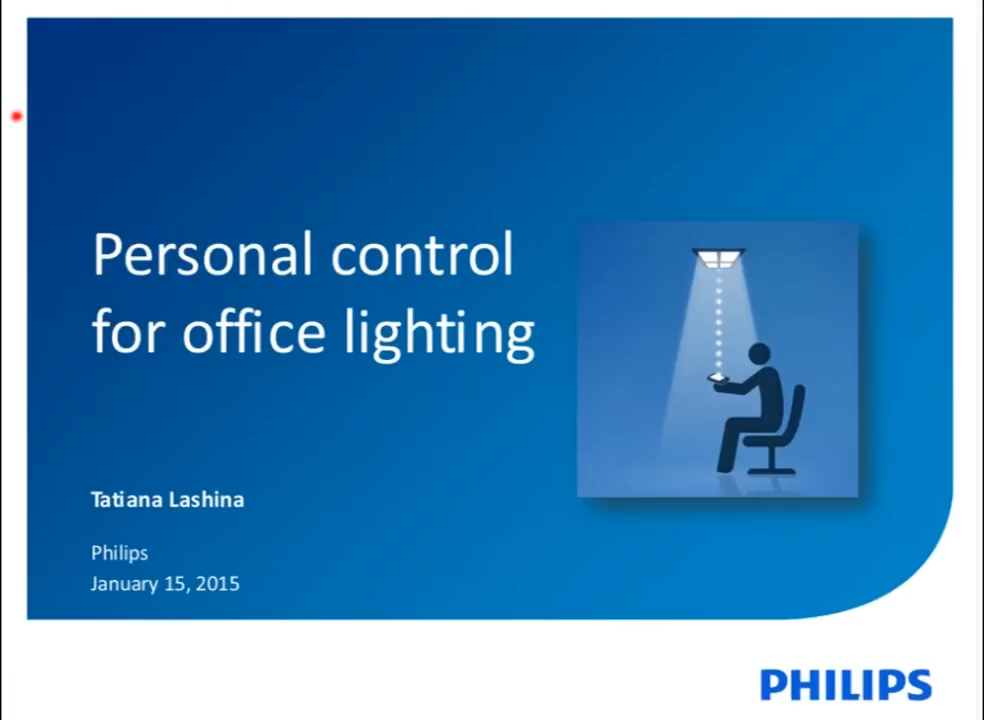 Personal control
for office lighting
Tatiana Lashina
Philips
January 15, 2015
PHILIPS